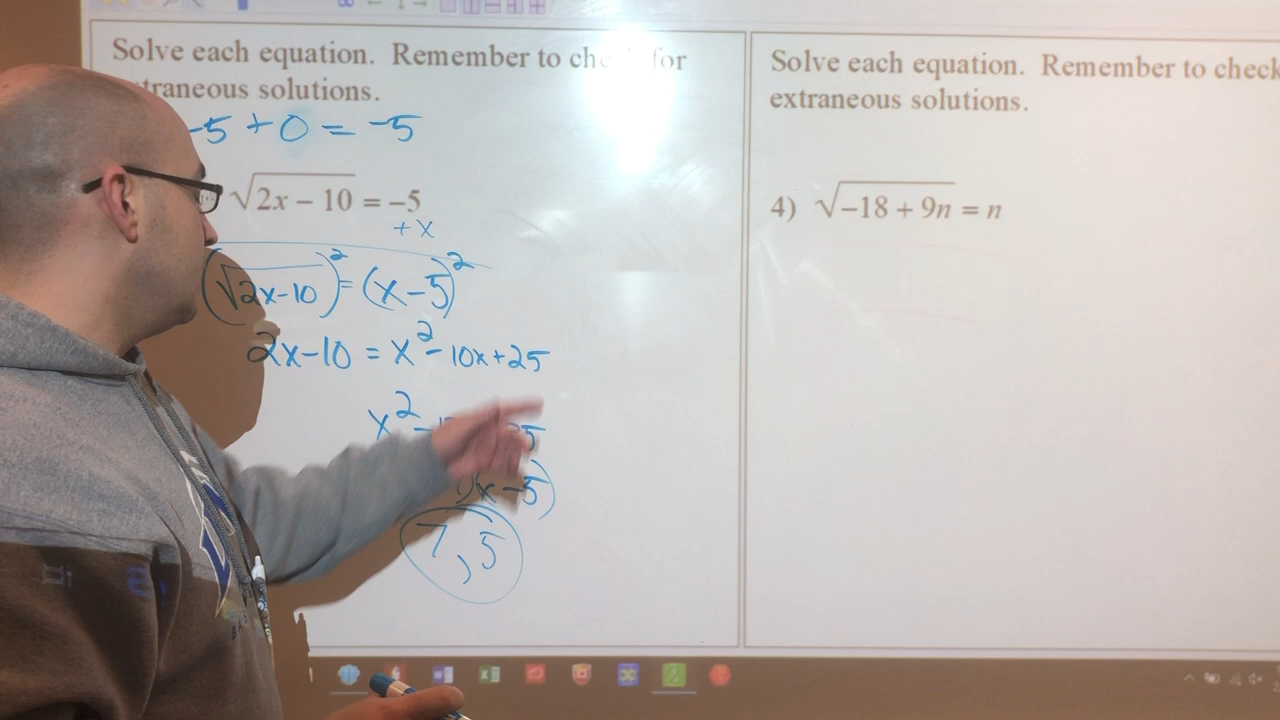 Solve each equation. Remember to for
traneous solutions.
-5 + 0 = -5
√2x − 10 = −5
+x
(√2x-10)² = (x-5)²
2x-10 = x² - 10x+25
x² - 35
(x-5)
7, 5
Solve each equation. Remember to check
extraneous solutions.
4) √−18 + 9n = n